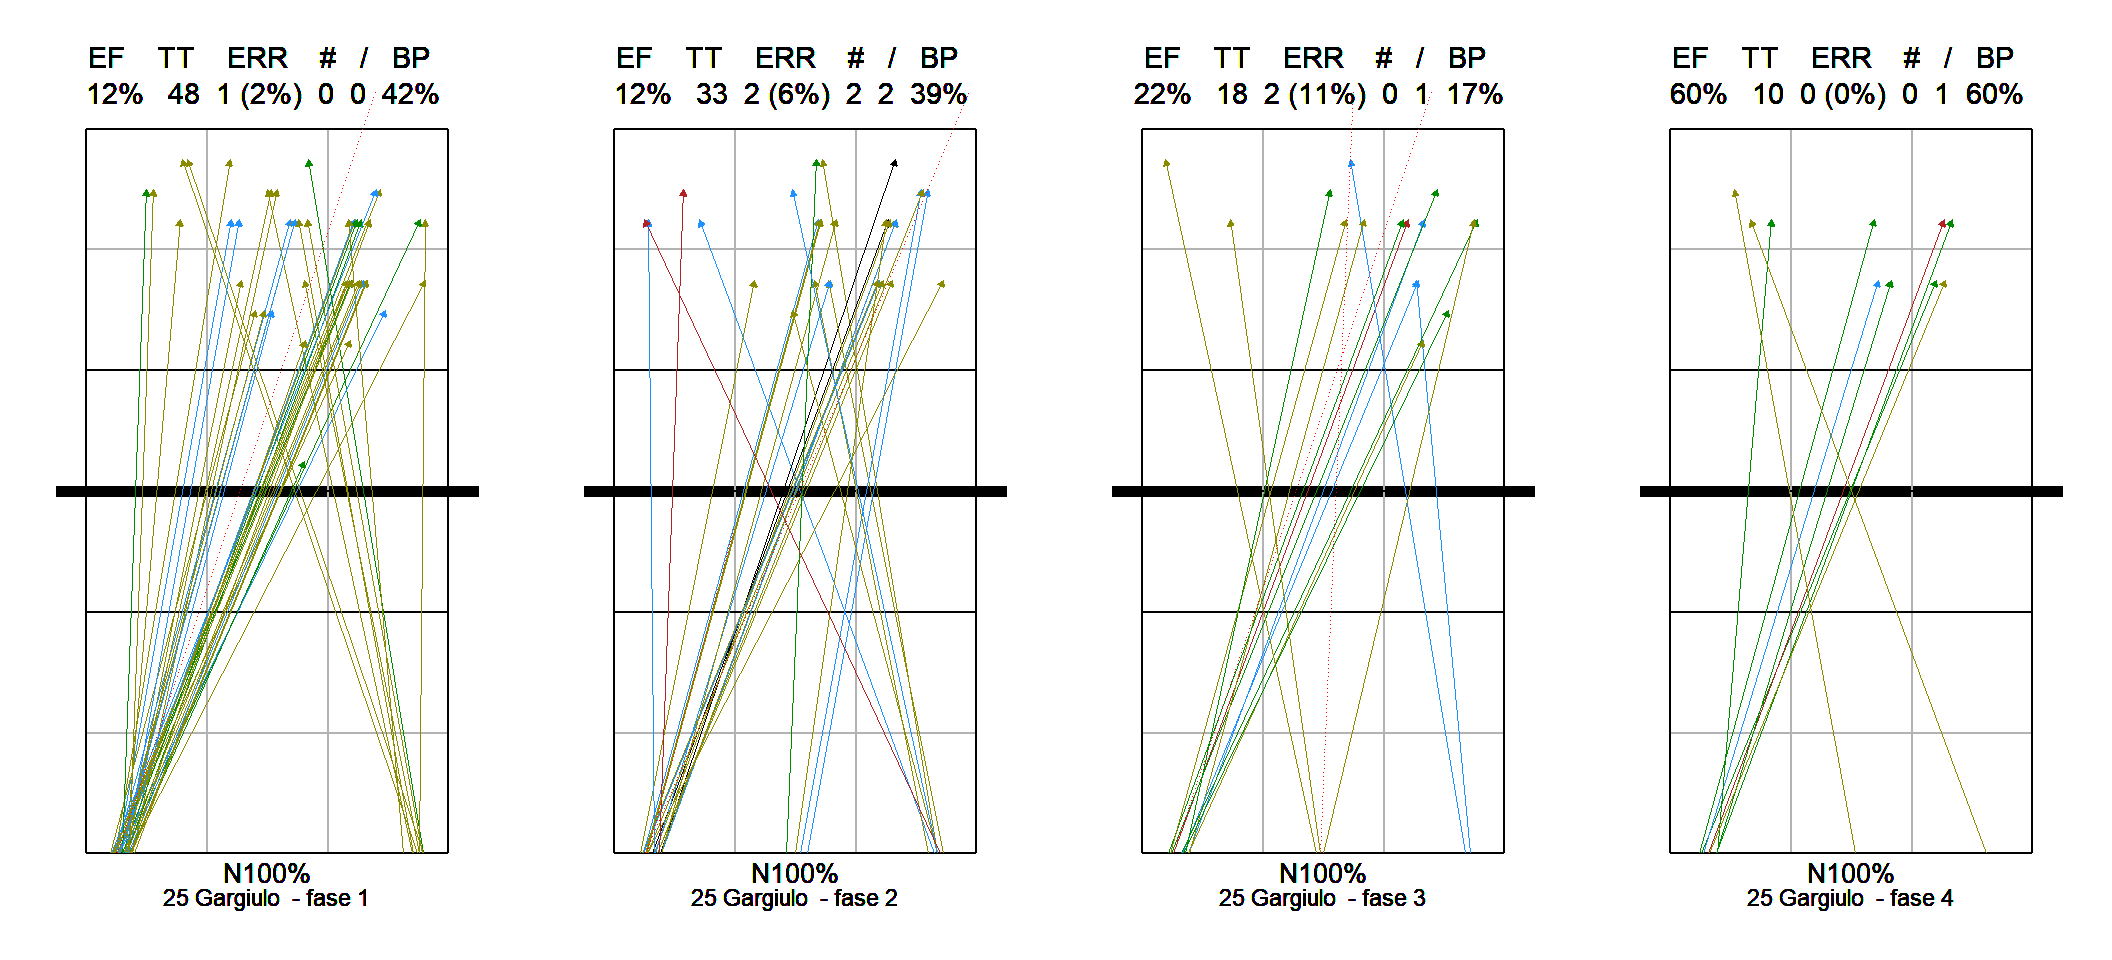 EF TT ERR # / BP
12% 48 1 (2%) 0 0 42%
N100%
25 Gargiulo - fase 1
EF TT ERR # / BP
12% 33 2 (6%) 2 2 39%
N100%
25 Gargiulo - fase 2
EF TT ERR # / BP
22% 18 2 (11%) 0 1 17%
N100%
25 Gargiulo - fase 3
EF TT ERR # / BP
60% 10 0 (0%) 0 1 60%
N100%
25 Gargiulo - fase 4